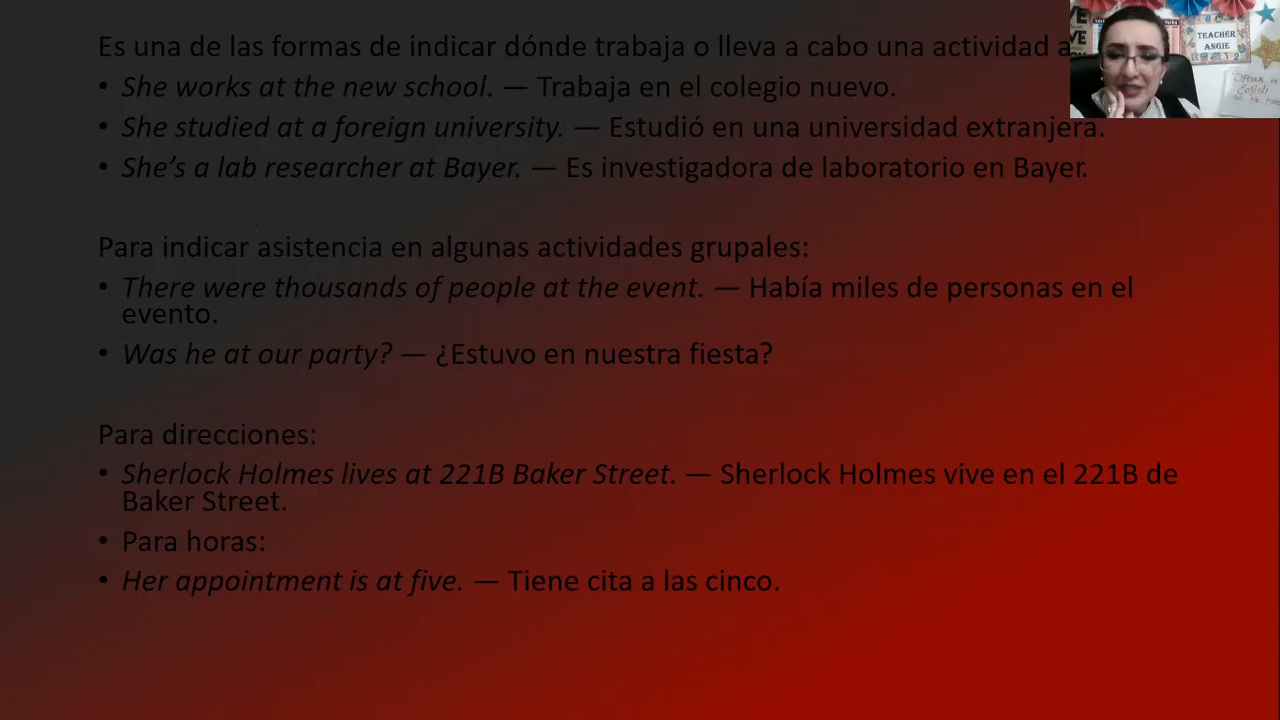 Es una de las formas de indicar dónde trabaja o lleva a cabo una actividad
• She works at the new school. — Trabaja en el colegio nuevo.
• She studied at a foreign university. — Estudió en una universidad extranjera.
• She’s a lab researcher at Bayer. — Es investigadora de laboratorio en Bayer.
Para indicar asistencia en algunas actividades grupales:
• There were thousands of people at the event. — Había miles de personas en el
evento.
• Was he at our party? — ¿Estuvo en nuestra fiesta?
Para direcciones:
• Sherlock Holmes lives at 221B Baker Street. — Sherlock Holmes vive en el 221B de
Baker Street.
• Para horas:
• Her appointment is at five. — Tiene cita a las cinco.
TEACHER
ANGIE
Speak in
English